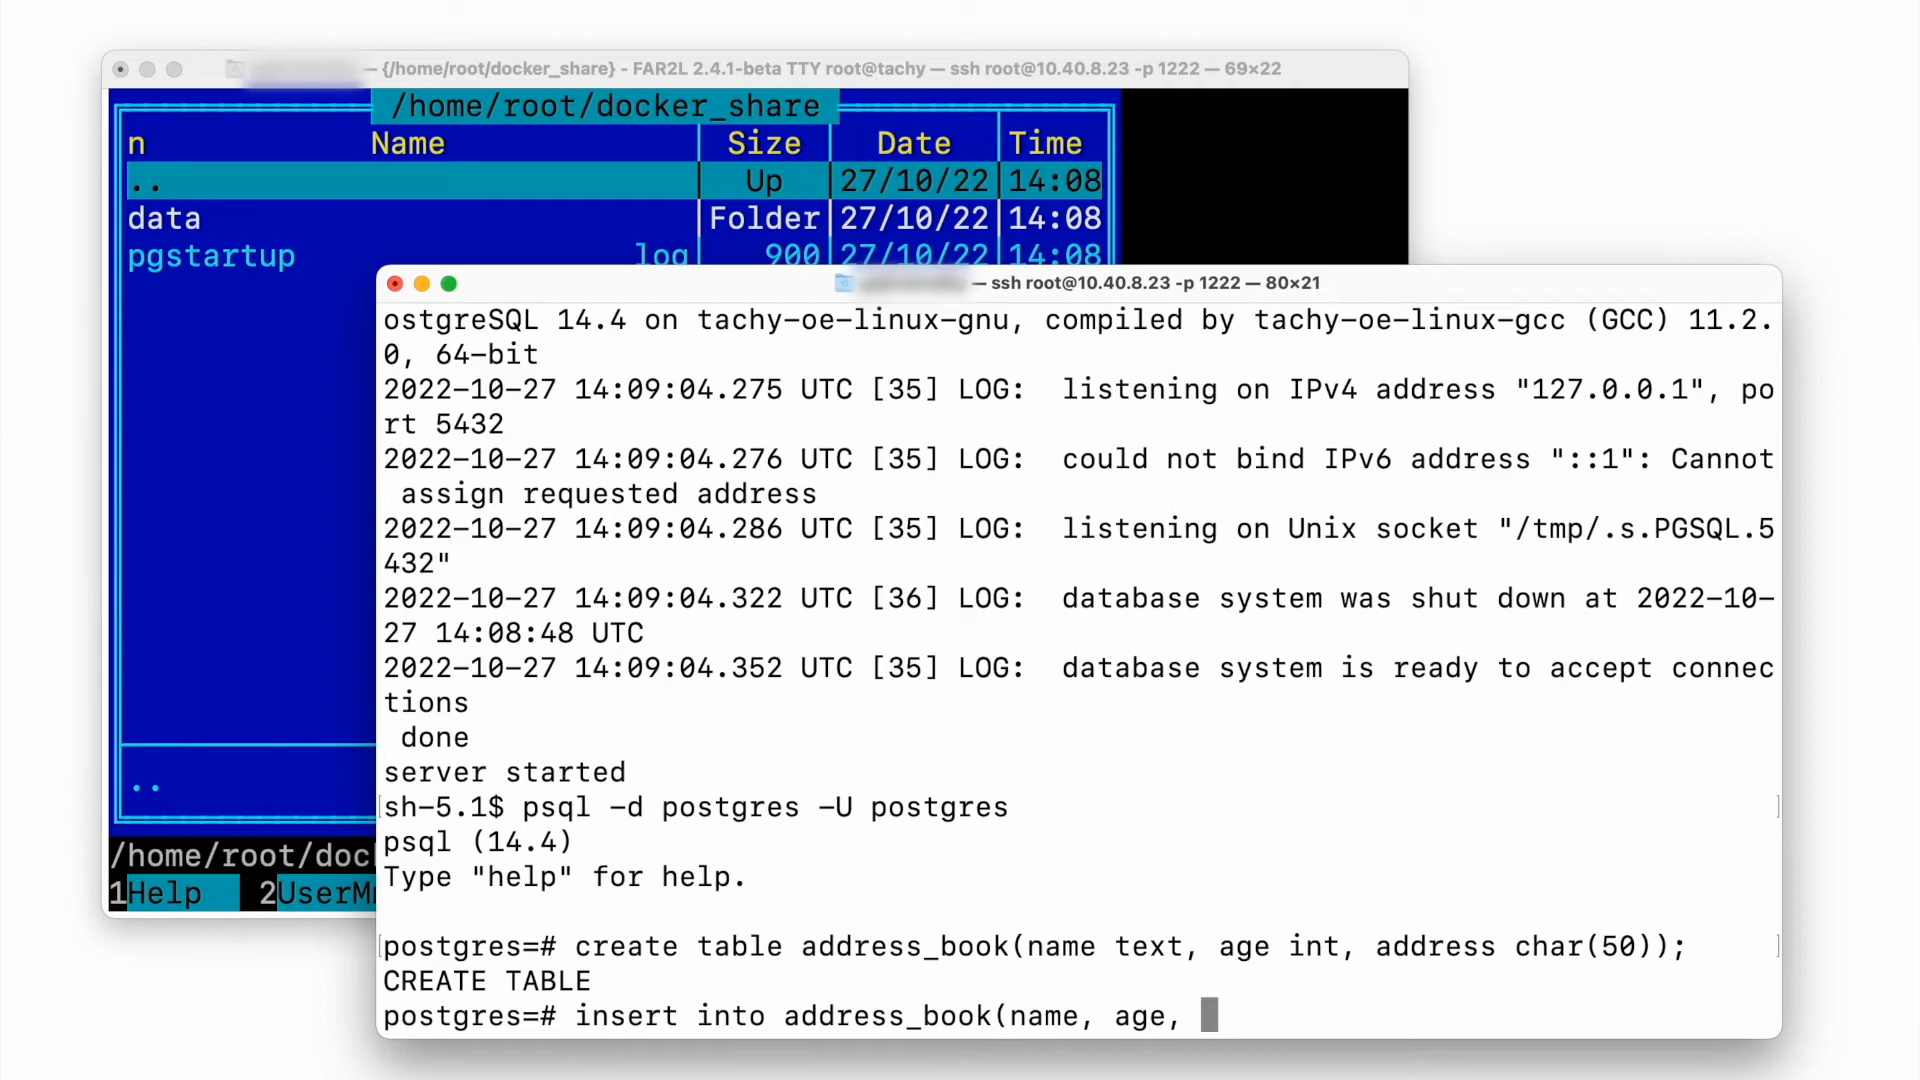 — {/home/root/docker_share} - FAR2L 2.4.1-beta TTY root@tachy — ssh root@10.40.8.23 -p 1222 — 69×22
/home/root/docker_share
n Name Size Date Time
.. Up 27/10/22 14:08
data Folder 27/10/22 14:08
pgstartup log 900 27/10/22 14:08
..
/home/root/doc
1Help 2UserM
— ssh root@10.40.8.23 -p 1222 — 80×21
ostgreSQL 14.4 on tachy-oe-linux-gnu, compiled by tachy-oe-linux-gcc (GCC) 11.2.
0, 64-bit
2022-10-27 14:09:04.275 UTC [35] LOG:  listening on IPv4 address "127.0.0.1", po
rt 5432
2022-10-27 14:09:04.276 UTC [35] LOG:  could not bind IPv6 address "::1": Cannot
 assign requested address
2022-10-27 14:09:04.286 UTC [35] LOG:  listening on Unix socket "/tmp/.s.PGSQL.5
432"
2022-10-27 14:09:04.322 UTC [36] LOG:  database system was shut down at 2022-10-
27 14:08:48 UTC
2022-10-27 14:09:04.352 UTC [35] LOG:  database system is ready to accept connec
tions
 done
server started
[sh-5.1$ psql -d postgres -U postgres ]
psql (14.4)
Type "help" for help.
[postgres=# create table address_book(name text, age int, address char(50)); ]
CREATE TABLE
postgres=# insert into address_book(name, age,